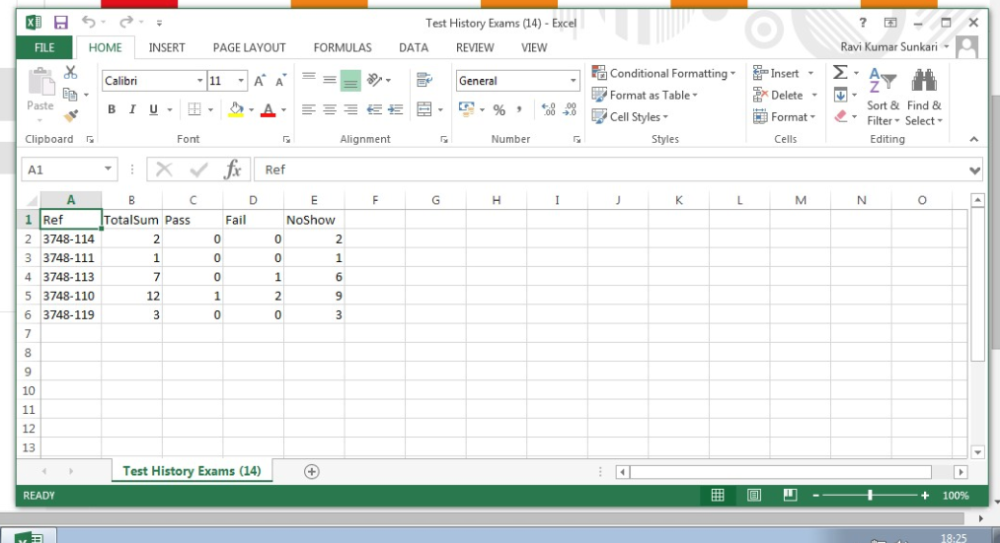 Test History Exams (14) - Excel
FILE HOME INSERT PAGE LAYOUT FORMULAS DATA REVIEW VIEW Ravi Kumar Sunkari
Calibri 11 General
Conditional Formatting Insert
Format as Table Delete
Cell Styles Format
Paste
B I U
Sort & Filter Find & Select
Clipboard Font Alignment Number Styles Cells Editing
A1 fx Ref
A B C D E F G H I J K L M N O
1 Ref TotalSum Pass Fail NoShow
2 3748-114 2 0 0 2
3 3748-111 1 0 0 1
4 3748-113 7 0 1 6
5 3748-110 12 1 2 9
6 3748-119 3 0 0 3
7
8
9
10
11
12
13
Test History Exams (14)
READY 100%
18:25